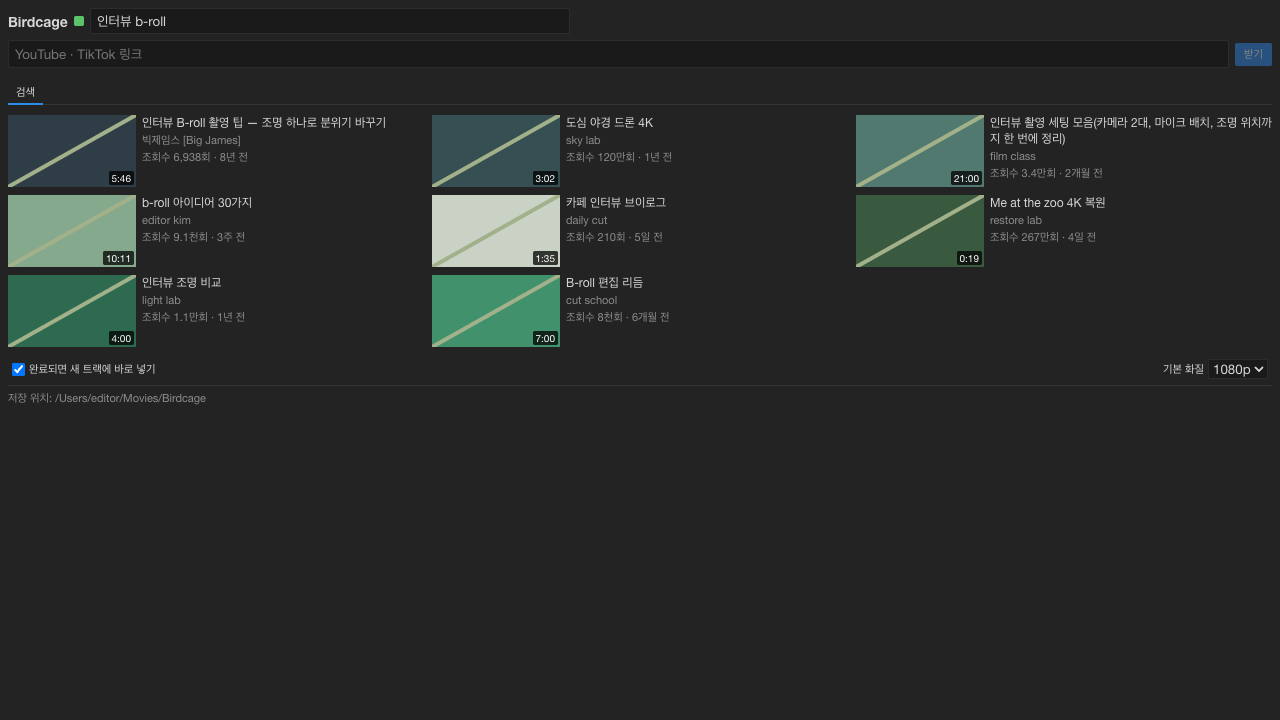 Birdcage
인터뷰 b-roll
YouTube · TikTok 링크
받기
검색
5:46
인터뷰 B-roll 촬영 팁 — 조명 하나로 분위기 바꾸기
빅제임스 [Big James]
조회수 6,938회 · 8년 전
3:02
도심 야경 드론 4K
sky lab
조회수 120만회 · 1년 전
21:00
인터뷰 촬영 세팅 모음(카메라 2대, 마이크 배치, 조명 위치까
지 한 번에 정리)
film class
조회수 3.4만회 · 2개월 전
10:11
b-roll 아이디어 30가지
editor kim
조회수 9.1천회 · 3주 전
1:35
카페 인터뷰 브이로그
daily cut
조회수 210회 · 5일 전
0:19
Me at the zoo 4K 복원
restore lab
조회수 267만회 · 4일 전
4:00
인터뷰 조명 비교
light lab
조회수 1.1만회 · 1년 전
7:00
B-roll 편집 리듬
cut school
조회수 8천회 · 6개월 전
완료되면 새 트랙에 바로 넣기
기본 화질 1080p
저장 위치: /Users/editor/Movies/Birdcage